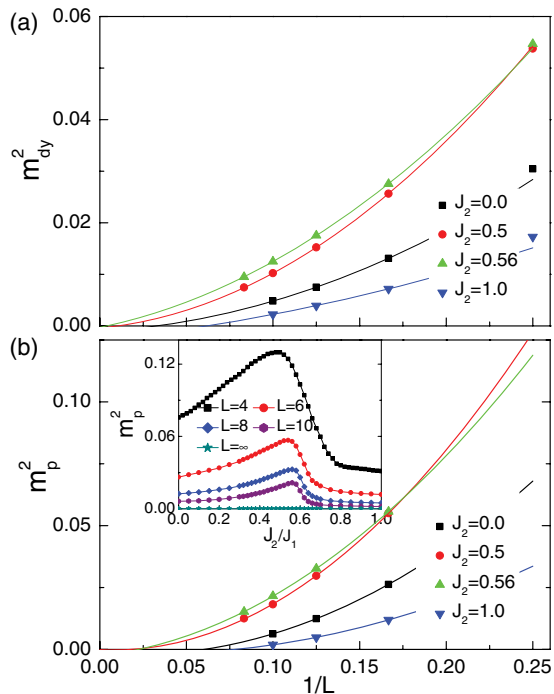 (a)
0.06
0.04
0.02
0.00
m²dy
J₂=0.0
J₂=0.5
J₂=0.56
J₂=1.0
(b)
0.10
0.05
0.00
m²p
0.12
0.06
0.00
m²p
L=4 L=6
L=8 L=10
L=∞
0.0 0.2 0.4 0.6 0.8 1.0
J₂/J₁
J₂=0.0
J₂=0.5
J₂=0.56
J₂=1.0
0.00 0.05 0.10 0.15 0.20 0.25
1/L